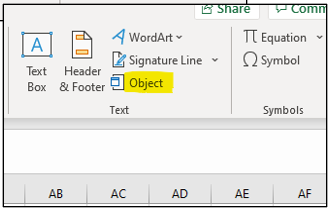 Share
Comm
WordArt
Signature Line
Object
Text
Box
Header
& Footer
Text
Equation
Symbol
Symbols
AB AC AD AE AF